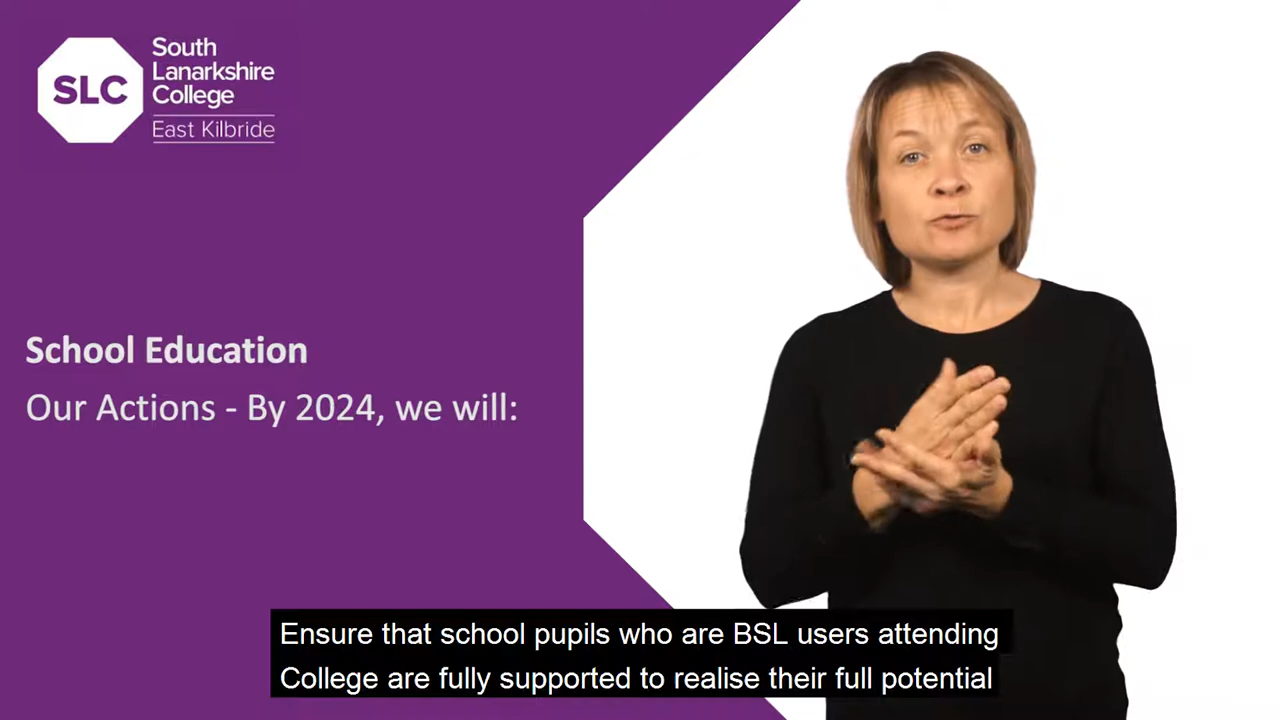 SLC
South
Lanarkshire
College
East Kilbride
School Education
Our Actions - By 2024, we will:
Ensure that school pupils who are BSL users attending
College are fully supported to realise their full potential